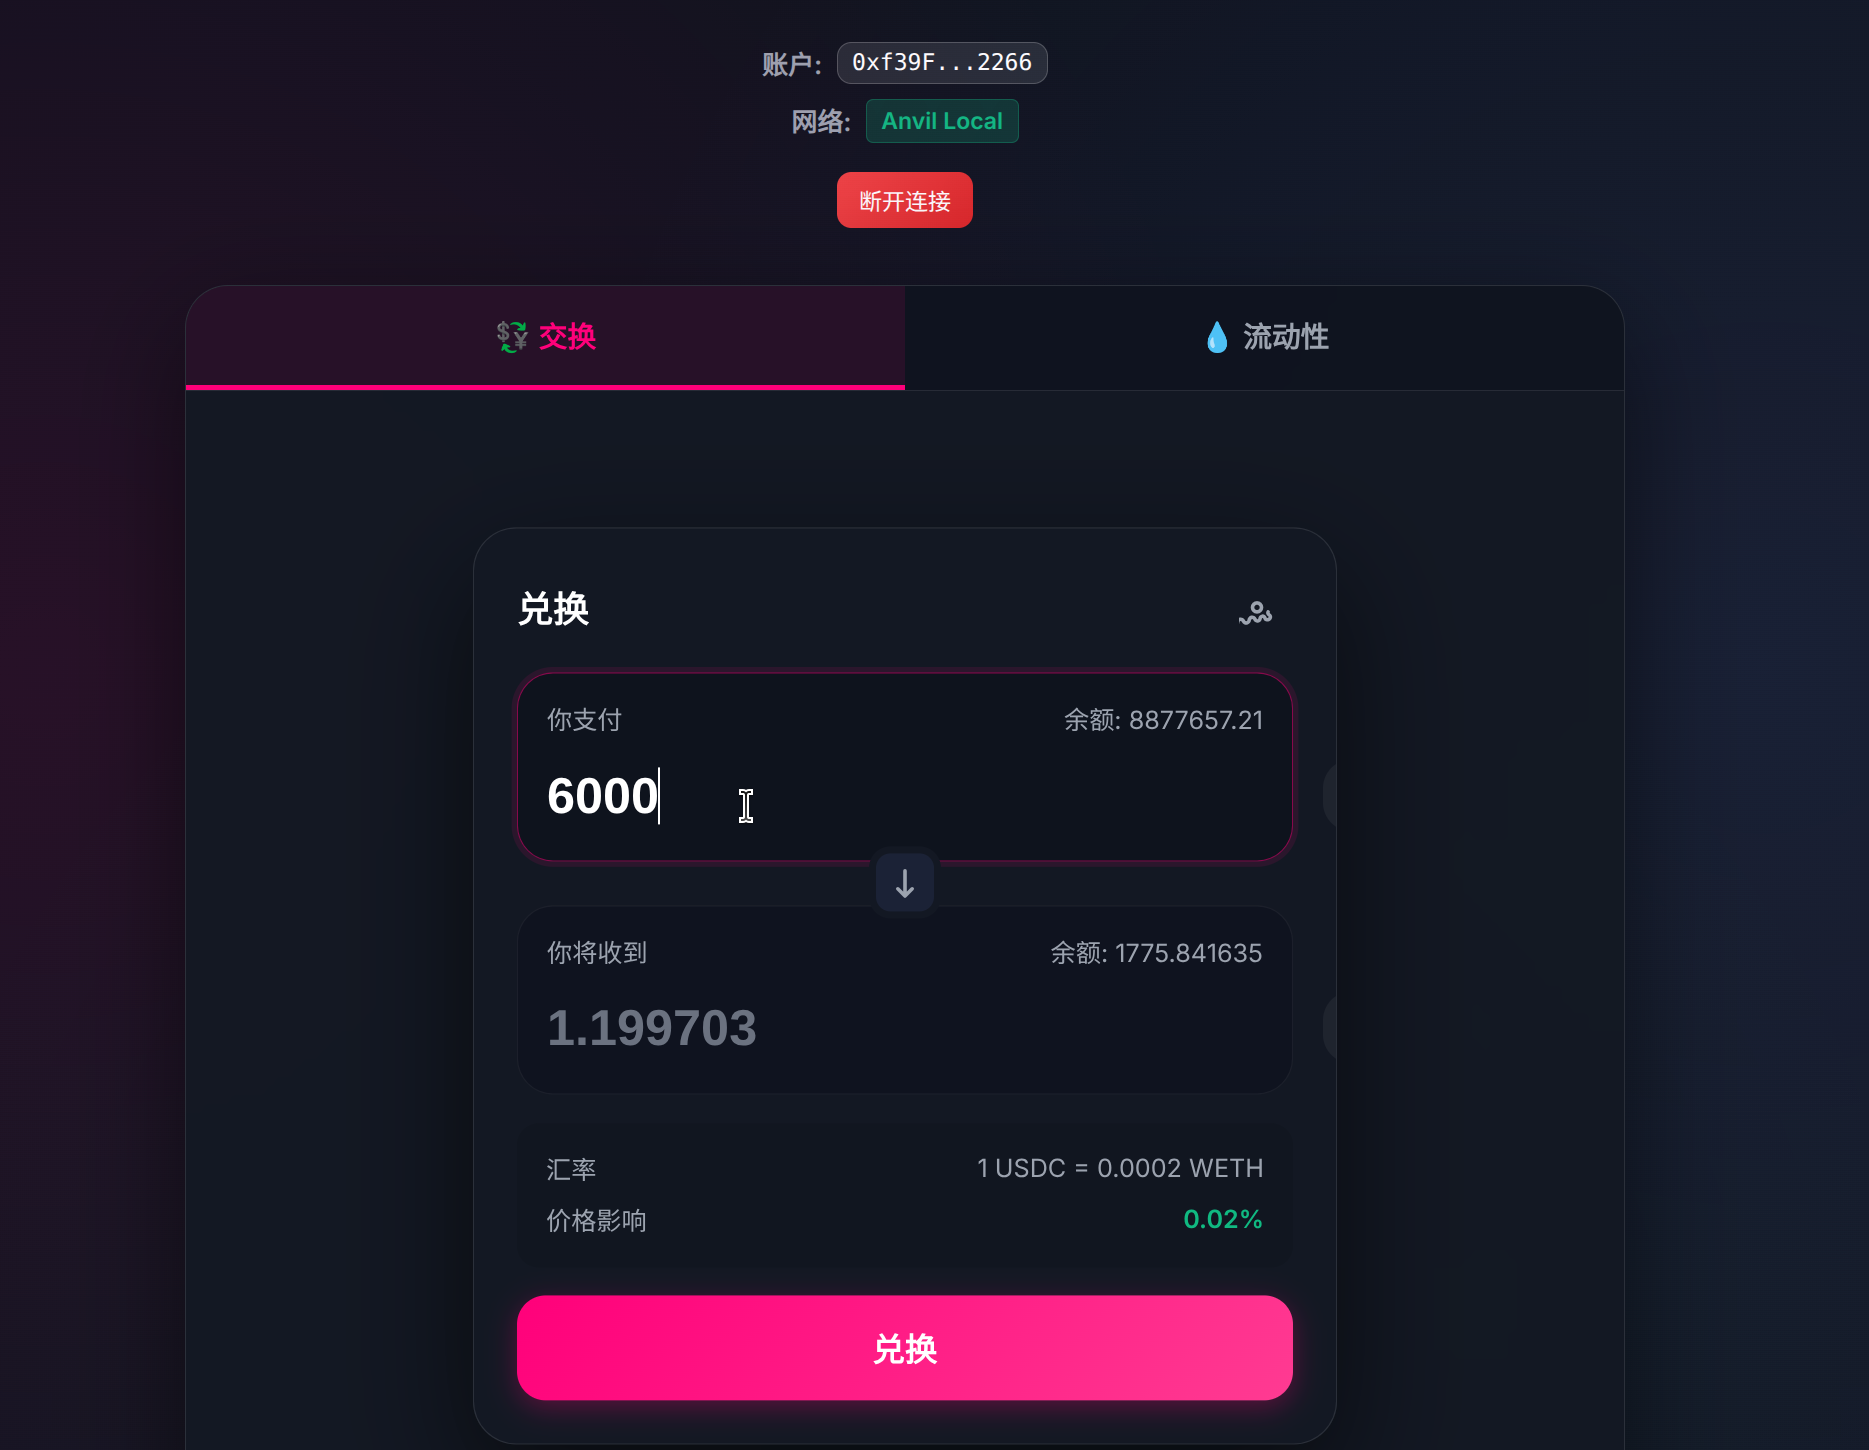 账户: 0xf39F...2266
网络: Anvil Local
断开连接
交换
流动性
兑换
你支付 余额: 8877657.21
6000
你将收到 余额: 1775.841635
1.199703
汇率 1 USDC = 0.0002 WETH
价格影响 0.02%
兑换